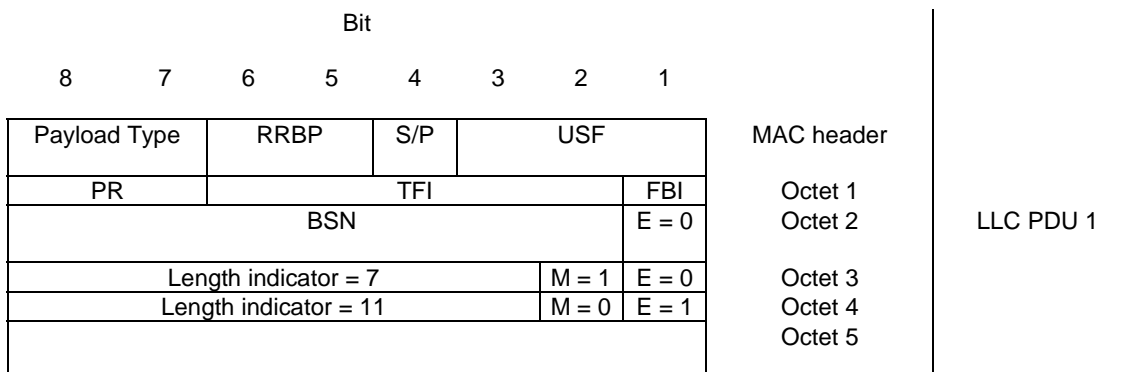 Bit
8 7 6 5 4 3 2 1
Payload Type RRBP S/P USF MAC header
PR TFI FBI Octet 1
BSN E = 0 Octet 2 LLC PDU 1
Length indicator = 7 M = 1 E = 0 Octet 3
Length indicator = 11 M = 0 E = 1 Octet 4
Octet 5